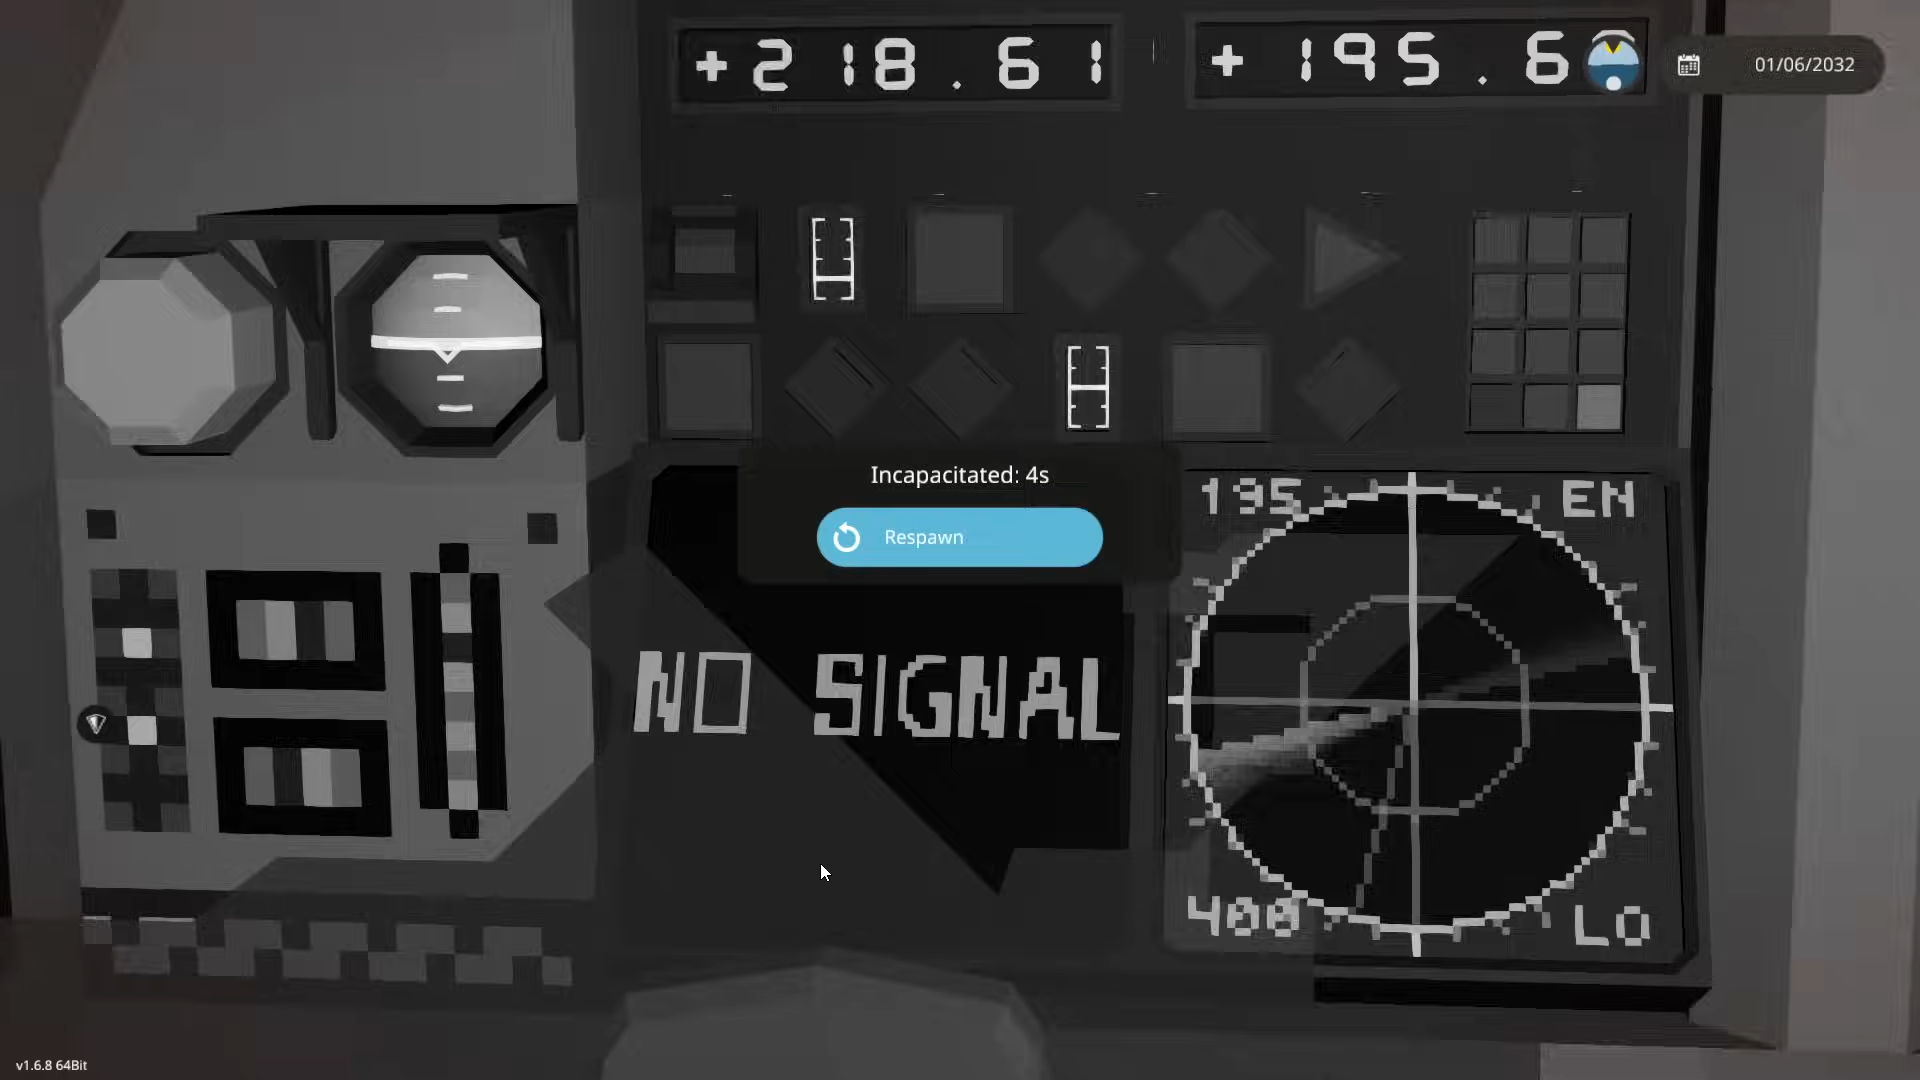 +218.61
+195.6
01/06/2032
Incapacitated: 4s
Respawn
195
EN
NO SIGNAL
400
LO
v1.6.8 64Bit